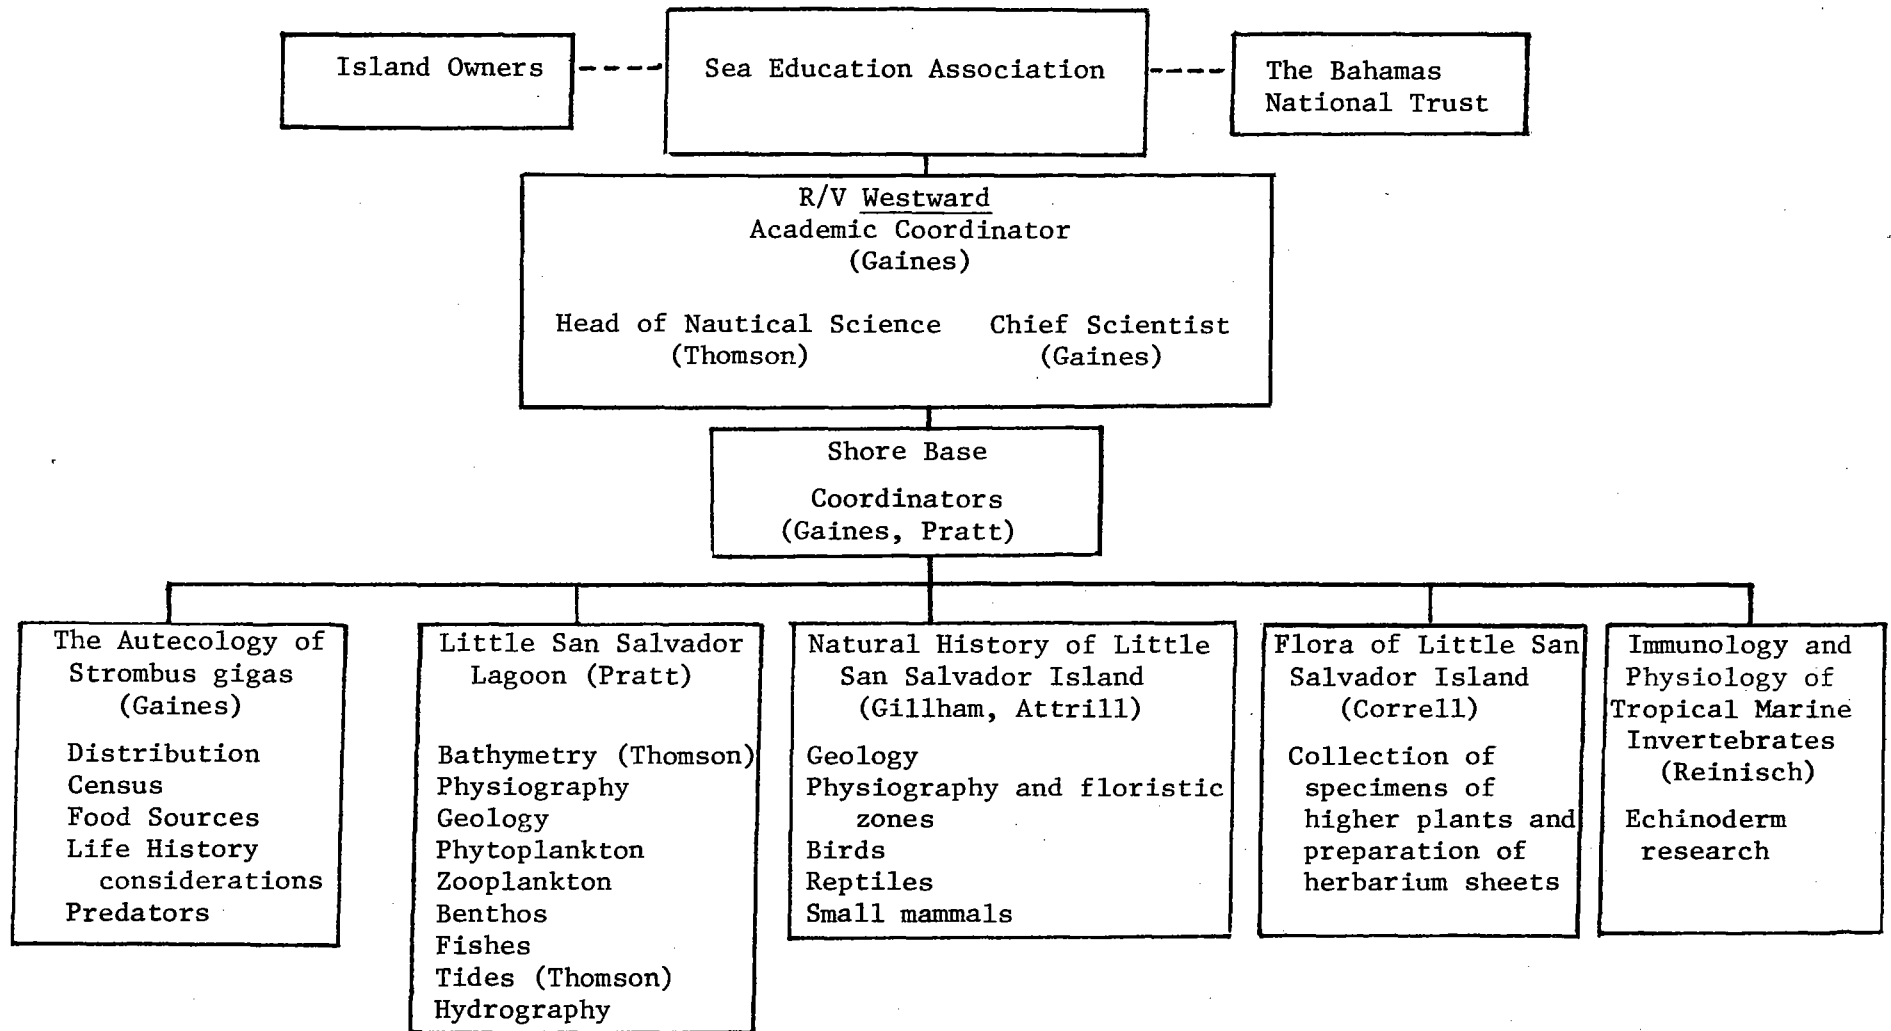 Island Owners
Sea Education Association
The Bahamas
National Trust
R/V Westward
Academic Coordinator
(Gaines)
Head of Nautical Science
(Thomson)
Chief Scientist
(Gaines)
Shore Base
Coordinators
(Gaines, Pratt)
The Autecology of
Strombus gigas
(Gaines)
Distribution
Census
Food Sources
Life History
considerations
Predators
Little San Salvador
Lagoon (Pratt)
Bathymetry (Thomson)
Physiography
Geology
Phytoplankton
Zooplankton
Benthos
Fishes
Tides (Thomson)
Hydrography
Natural History of Little
San Salvador Island
(Gillham, Attrill)
Geology
Physiography and floristic
zones
Birds
Reptiles
Small mammals
Flora of Little San
Salvador Island
(Correll)
Collection of
specimens of
higher plants and
preparation of
herbarium sheets
Immunology and
Physiology of
Tropical Marine
Invertebrates
(Reinisch)
Echinoderm
research